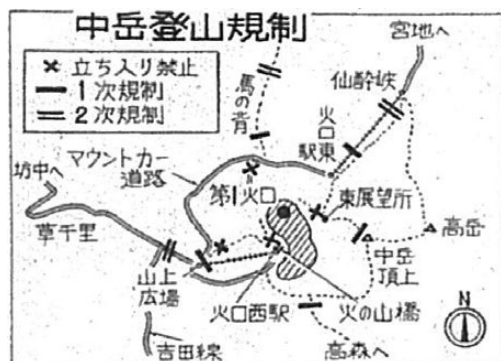 中岳登山規制
立ち入り禁止
1次規制
2次規制
宮地へ
仙酔峡
馬の背
火口
駅東
マウントカー
道路
坊中へ
第1火口
東展望所
草千里
高岳
中岳
頂上
山上
広場
火口西駅
火の山橋
N
吉田線
高森へ